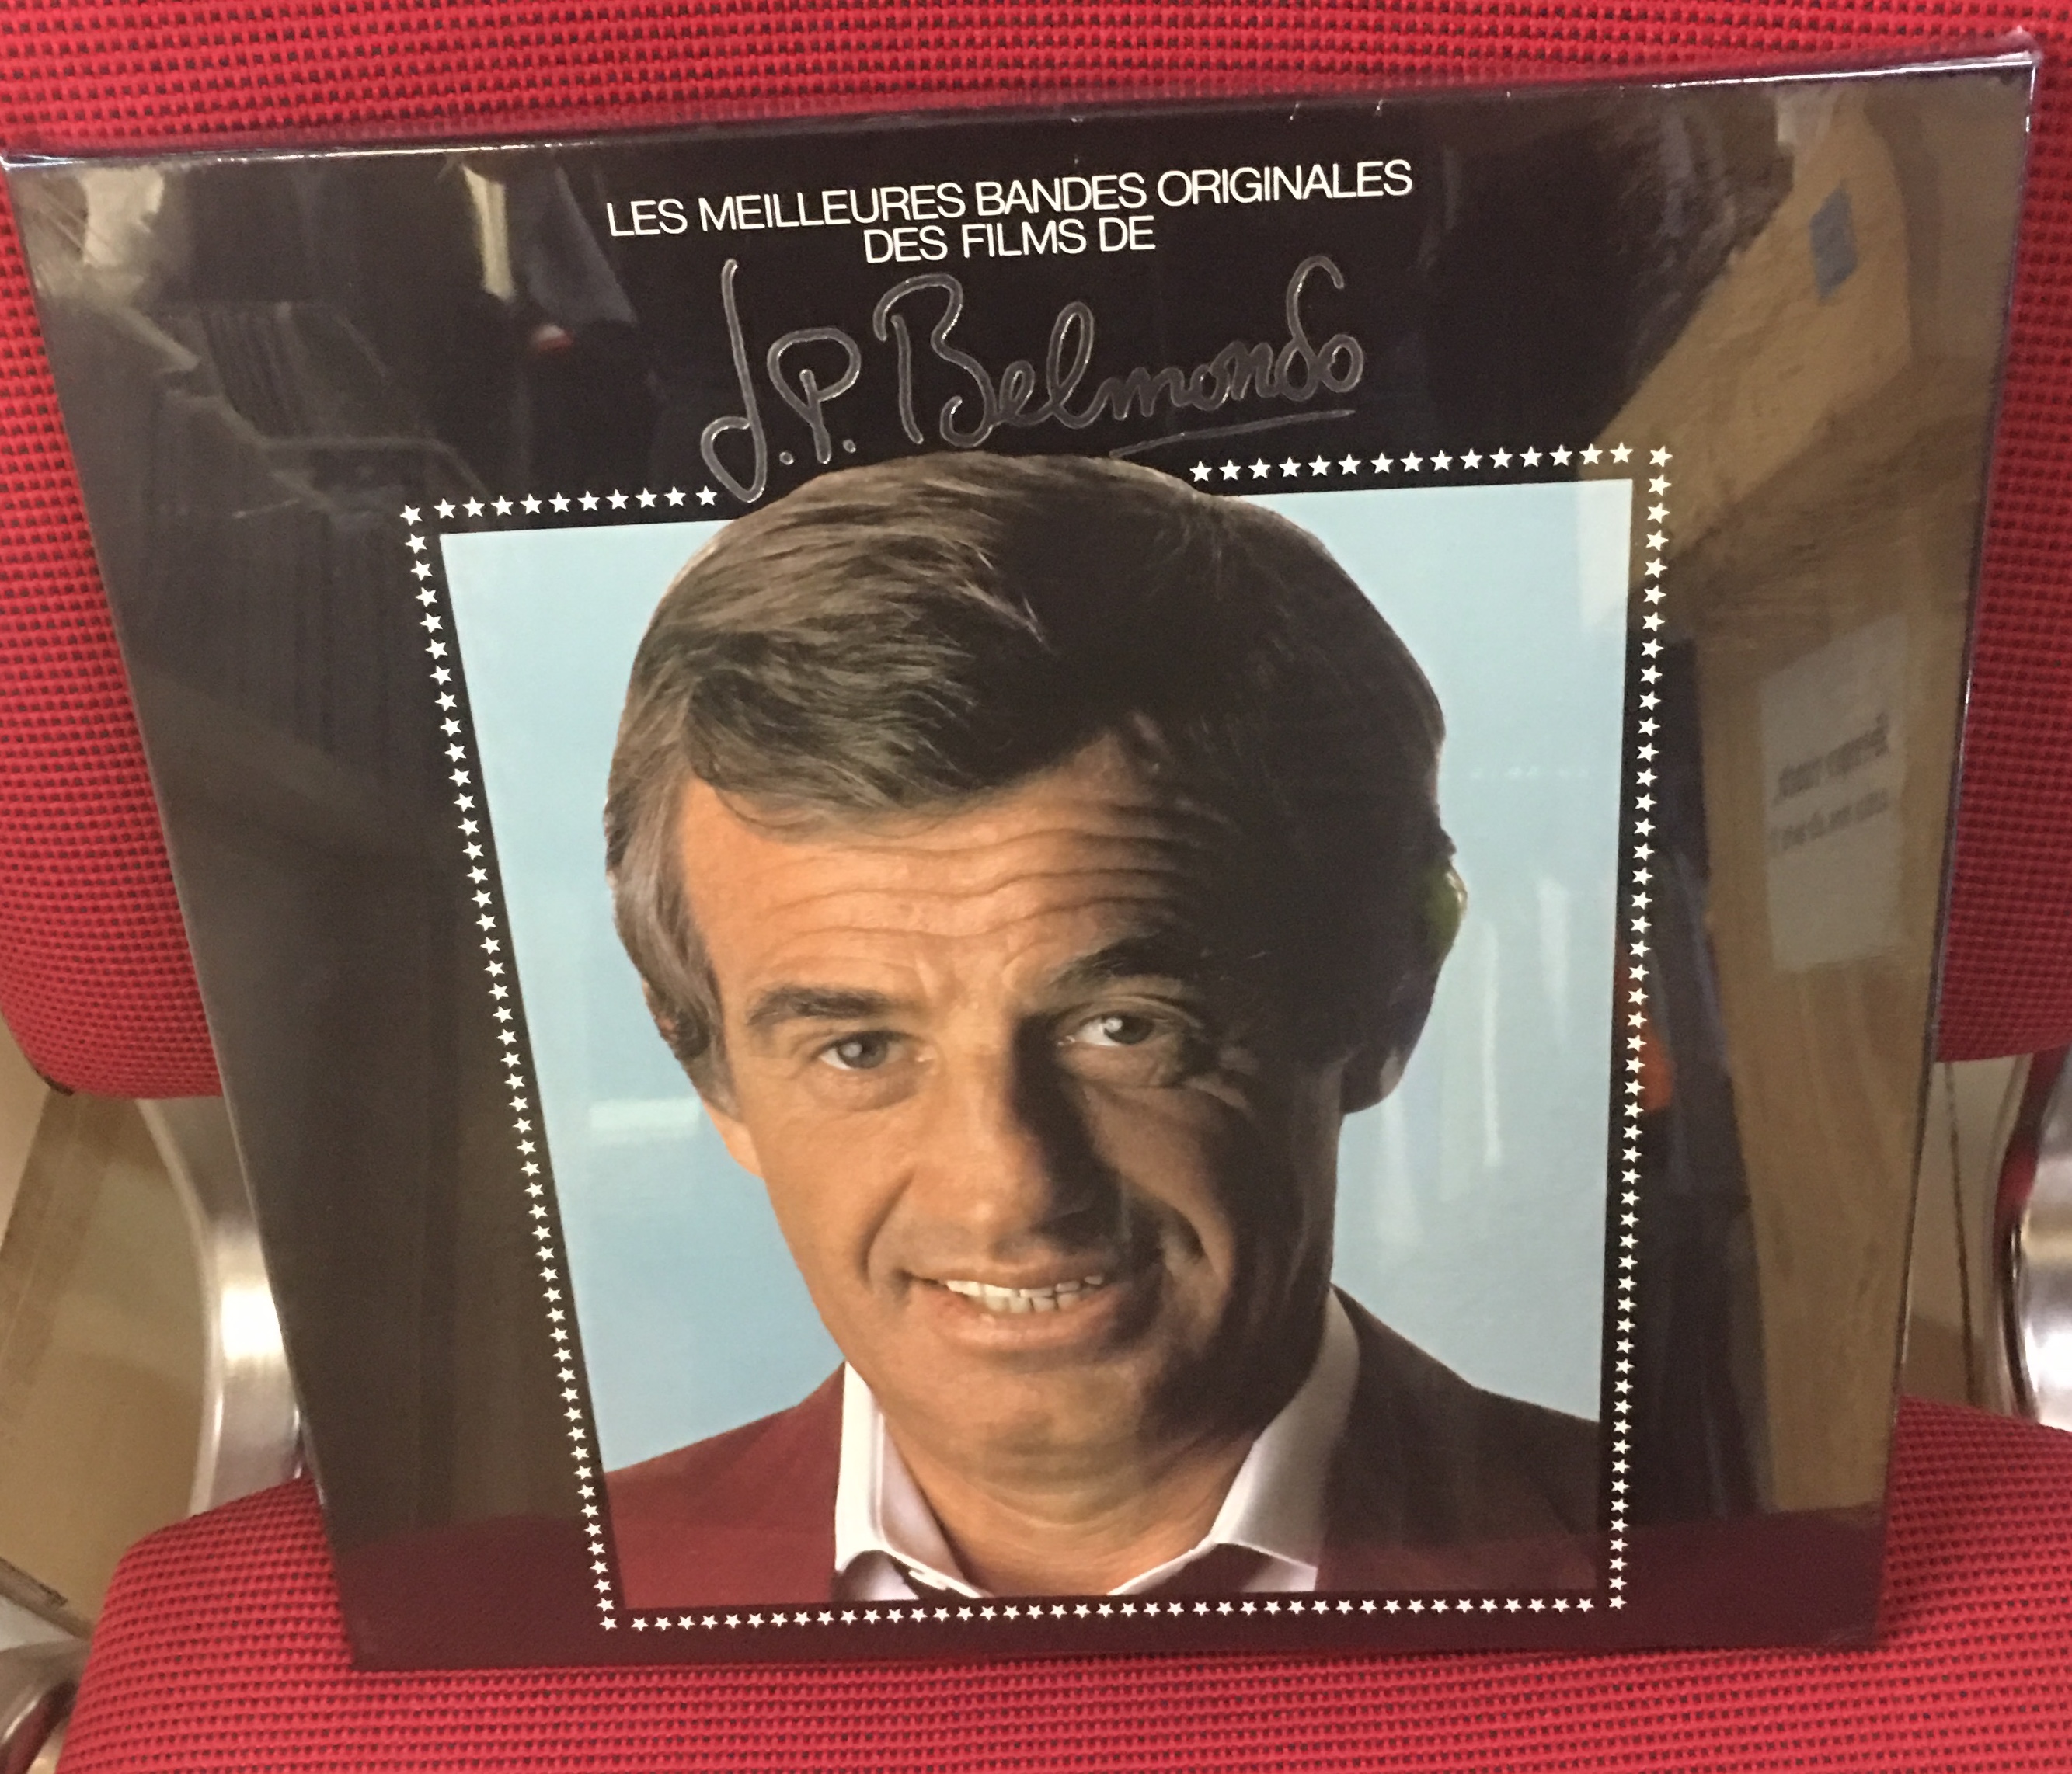 LES MEILLEURES BANDES ORIGINALES
DES FILMS DE
J.P. Belmondo